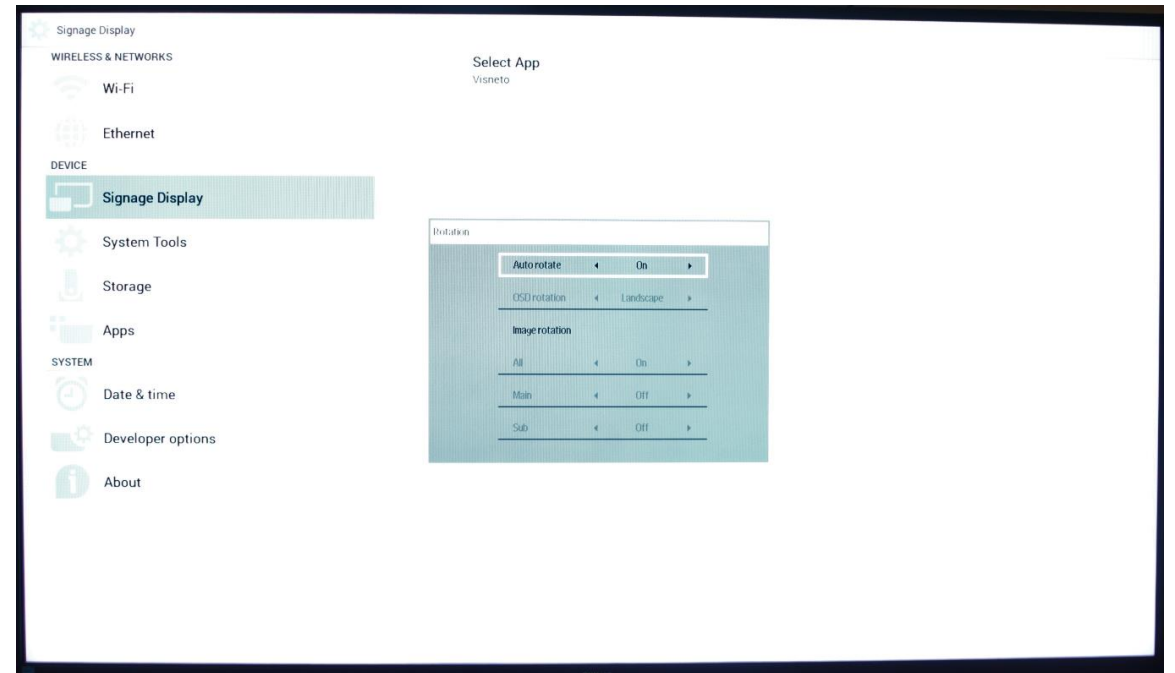 Signage Display
WIRELESS & NETWORKS
Wi-Fi
Ethernet
DEVICE
Signage Display
System Tools
Storage
Apps
SYSTEM
Date & time
Developer options
About
Select App
Visneto
Rotation
Auto rotate On
OSD rotation Landscape
Image rotation
All On
Main Off
Sub Off